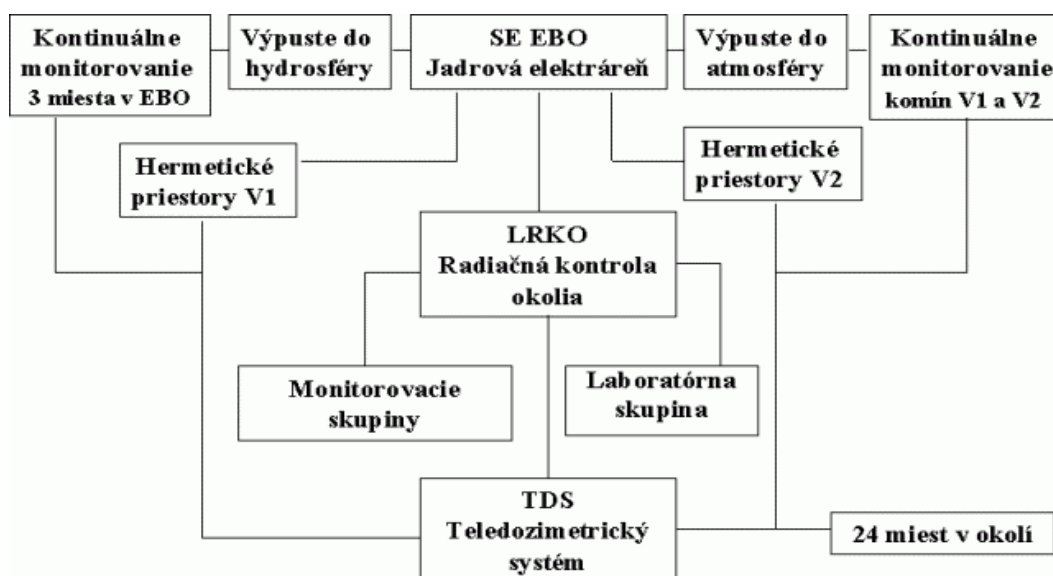 Kontinuálne
monitorovanie
3 miesta v EBO
Výpuste do
hydrosféry
SE EBO
Jadrová elektráreň
Výpuste do
atmosféry
Kontinuálne
monitorovanie
komín V1 a V2
Hermetické
priestory V1
Hermetické
priestory V2
LRKO
Radiačná kontrola
okolia
Monitorovacie
skupiny
Laboratórna
skupina
TDS
Teledozimetrický
systém
24 miest v okolí